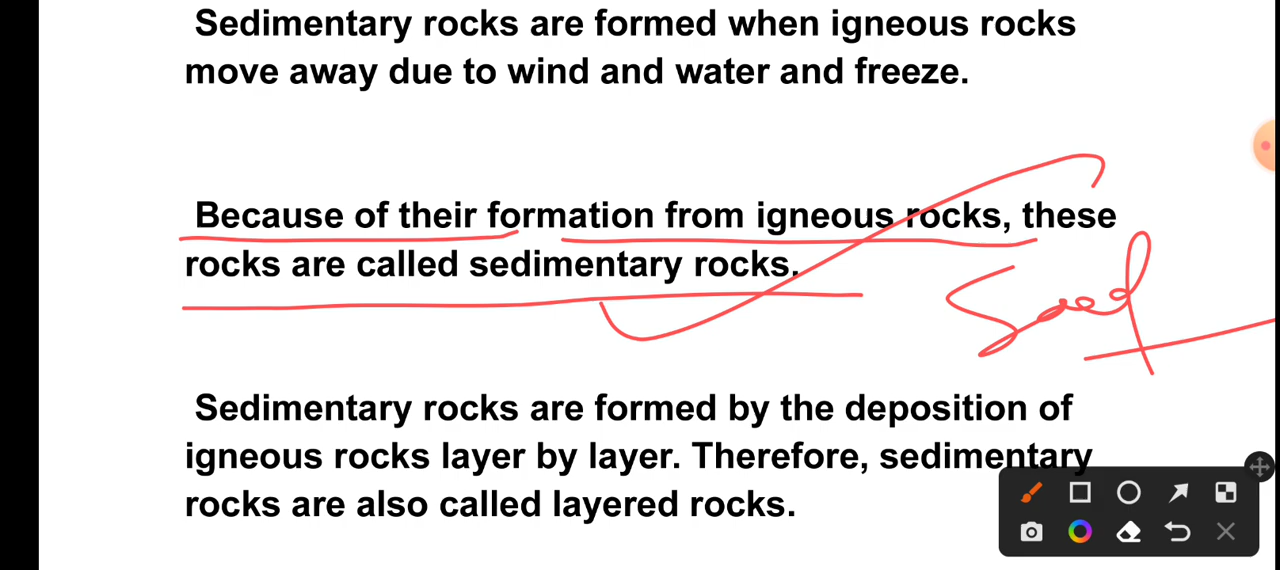 Sedimentary rocks are formed when igneous rocks
move away due to wind and water and freeze.
Because of their formation from igneous rocks, these
rocks are called sedimentary rocks.
Sedimentary rocks are formed by the deposition of
igneous rocks layer by layer. Therefore, sedimentary
rocks are also called layered rocks.